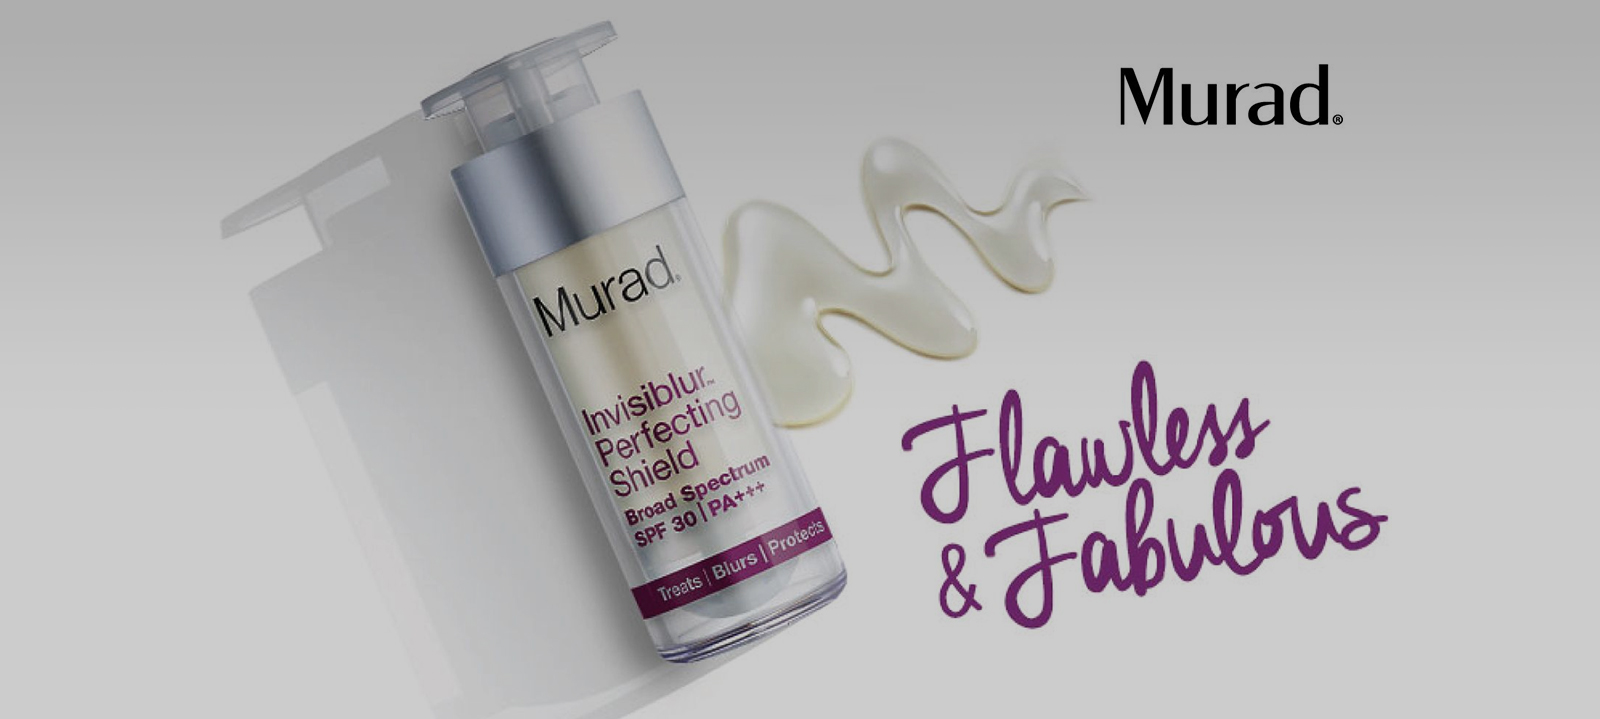 Murad®
Murad®
Invisiblur™
Perfecting
Shield
Broad Spectrum
SPF 30 | PA+++
Treats | Blurs | Protects
Flawless
& Fabulous